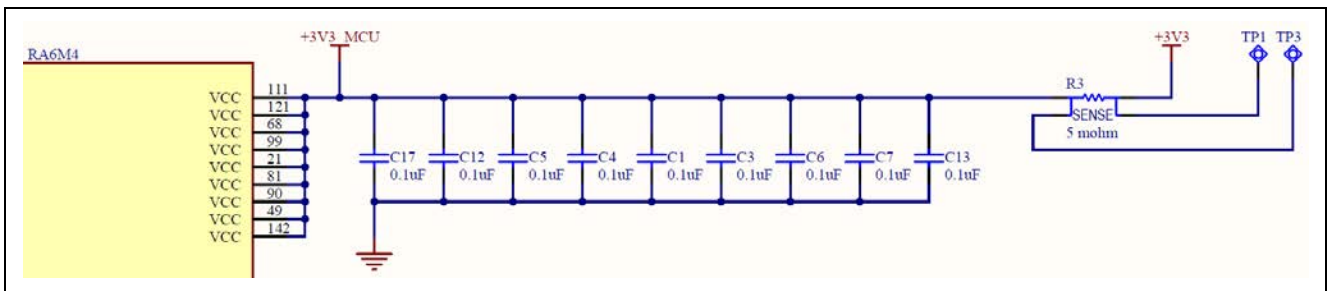 +3V3_MCU
+3V3
TP1 TP3
RA6M4
R3
VCC 111
VCC 121
VCC 68
VCC 99
VCC 21
VCC 81
VCC 90
VCC 49
VCC 142
SENSE
5 mohm
C17
0.1uF
C12
0.1uF
C5
0.1uF
C4
0.1uF
C1
0.1uF
C3
0.1uF
C6
0.1uF
C7
0.1uF
C13
0.1uF